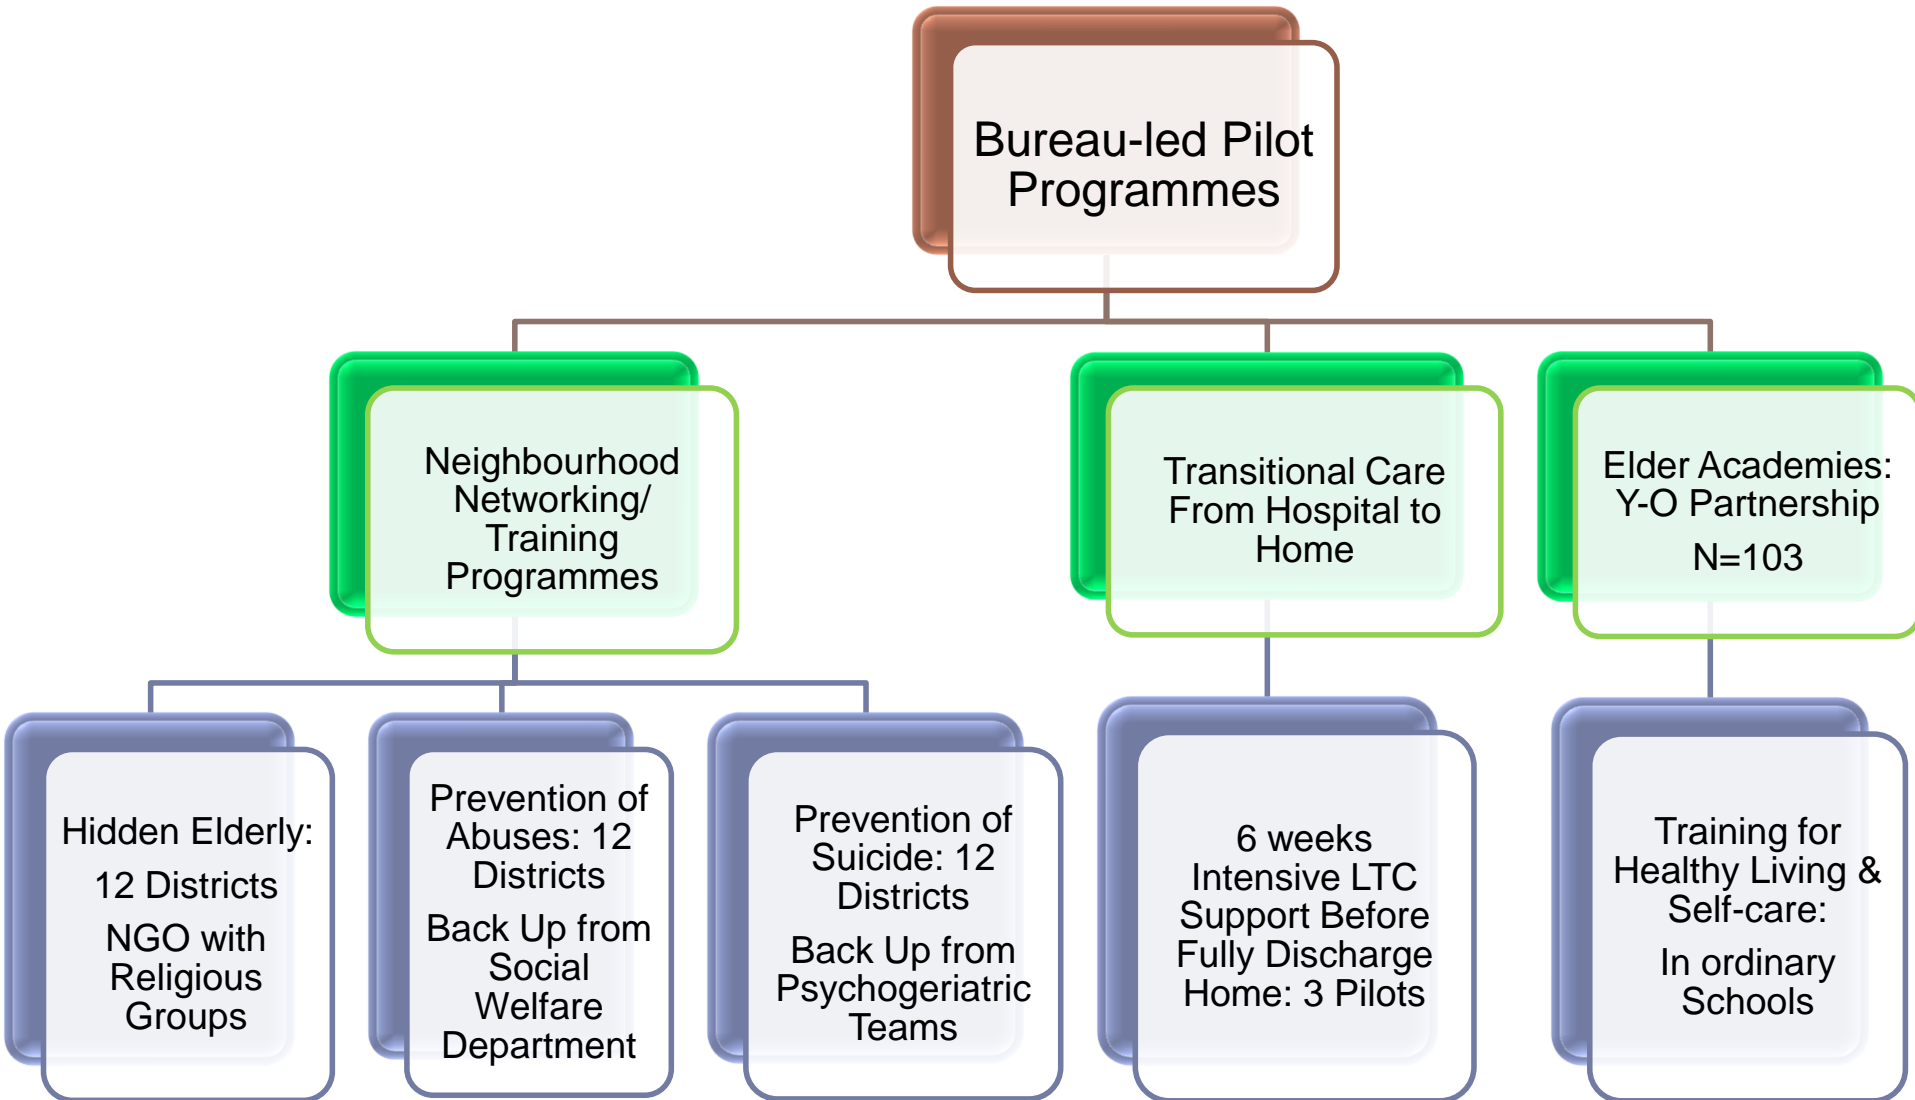 Bureau-led Pilot
Programmes
Neighbourhood
Networking/
Training
Programmes
Transitional Care
From Hospital to
Home
Elder Academies:
Y-O Partnership
N=103
Hidden Elderly:
12 Districts
NGO with
Religious
Groups
Prevention of
Abuses: 12
Districts
Back Up from
Social
Welfare
Department
Prevention of
Suicide: 12
Districts
Back Up from
Psychogeriatric
Teams
6 weeks
Intensive LTC
Support Before
Fully Discharge
Home: 3 Pilots
Training for
Healthy Living &
Self-care:
In ordinary
Schools